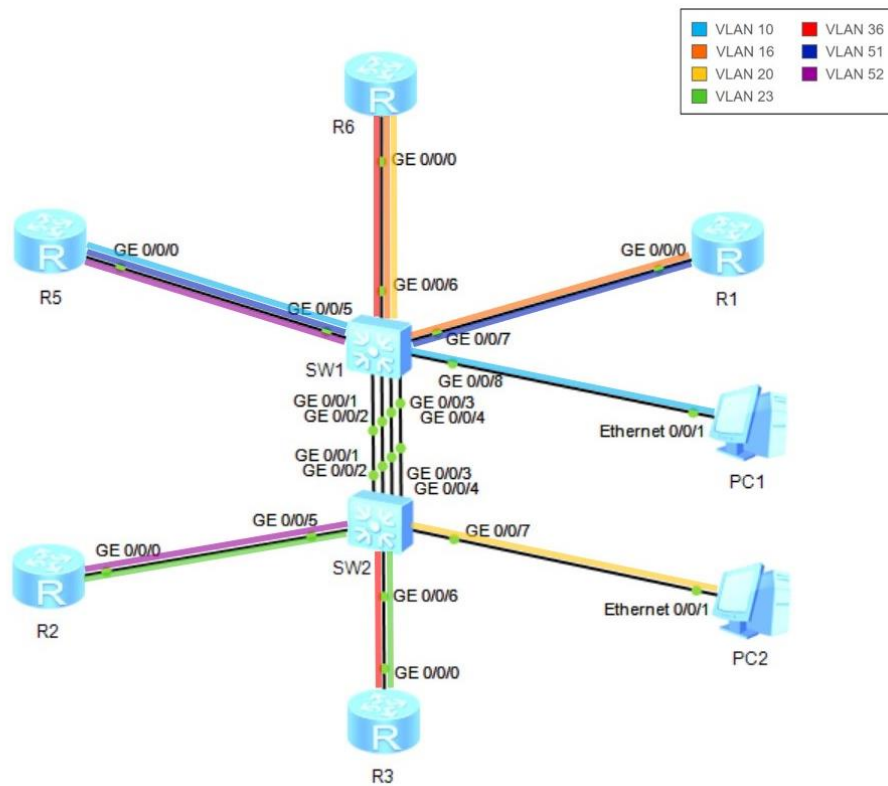 VLAN 10
VLAN 36
VLAN 16
VLAN 51
VLAN 20
VLAN 52
VLAN 23
R
R6
GE 0/0/0
R
R5
GE 0/0/0
GE 0/0/0
R
R1
GE 0/0/6
GE 0/0/5
GE 0/0/7
SW1
GE 0/0/8
GE 0/0/1
GE 0/0/2
GE 0/0/3
GE 0/0/4
Ethernet 0/0/1
PC1
GE 0/0/1
GE 0/0/2
GE 0/0/3
GE 0/0/4
GE 0/0/5
GE 0/0/7
GE 0/0/0
SW2
R
R2
GE 0/0/6
Ethernet 0/0/1
PC2
GE 0/0/0
R
R3